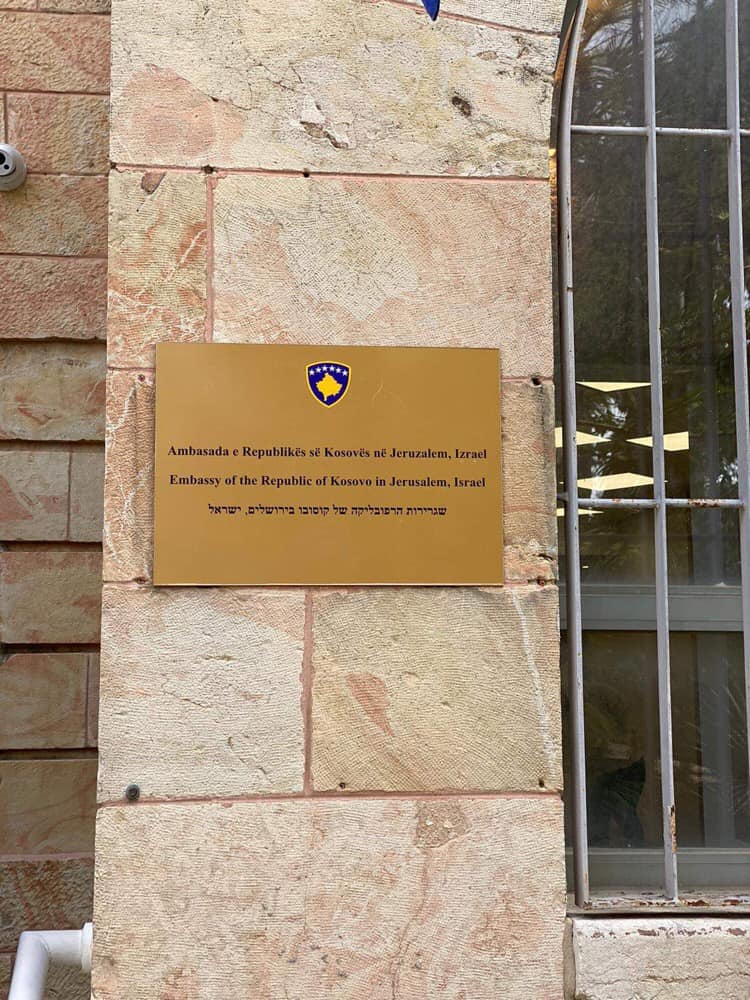 Ambasada e Republikës së Kosovës në Jeruzalem, Izrael
Embassy of the Republic of Kosovo in Jerusalem, Israel
שגרירות הרפובליקה של קוסובו בירושלים, ישראל